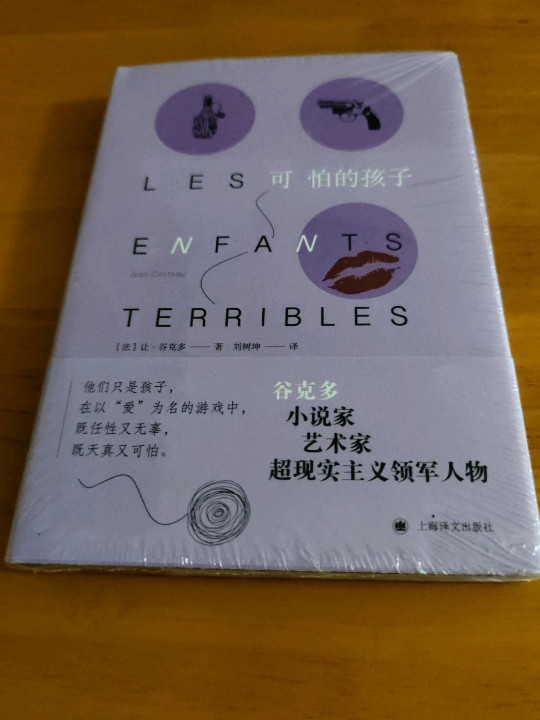 LES 可怕的孩子
ENFANTS
Jean Cocteau
TERRIBLES
[法] 让·谷克多——著 刘树坤——译
他们只是孩子，
在以“爱”为名的游戏中，
既任性又无辜，
既天真又可怕。
谷克多
小说家
艺术家
超现实主义领军人物
上海译文出版社